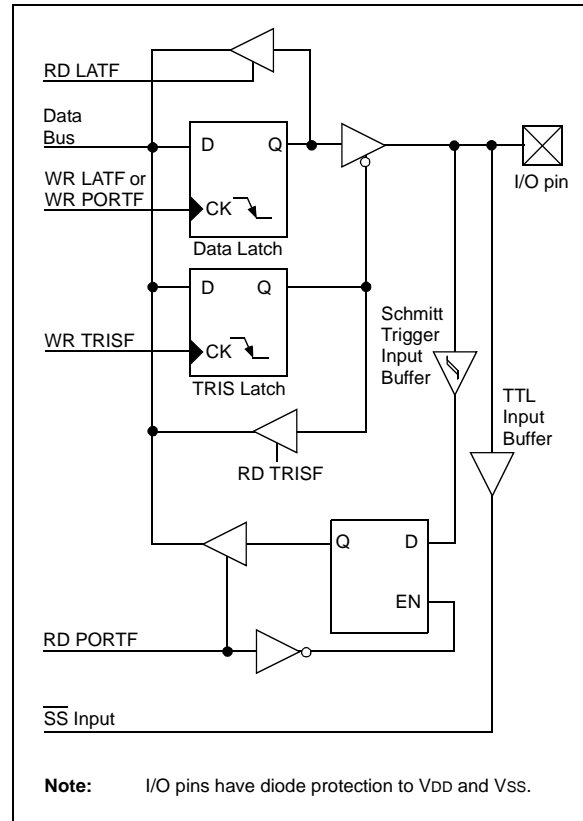 RD LATF
Data
Bus
D
Q
I/O pin
WR LATF or
WR PORTF
CK
Data Latch
D
Q
Schmitt
Trigger
Input
Buffer
WR TRISF
CK
TRIS Latch
TTL
Input
Buffer
RD TRISF
Q
D
EN
RD PORTF
S̅S̅ Input
Note: I/O pins have diode protection to VDD and VSS.